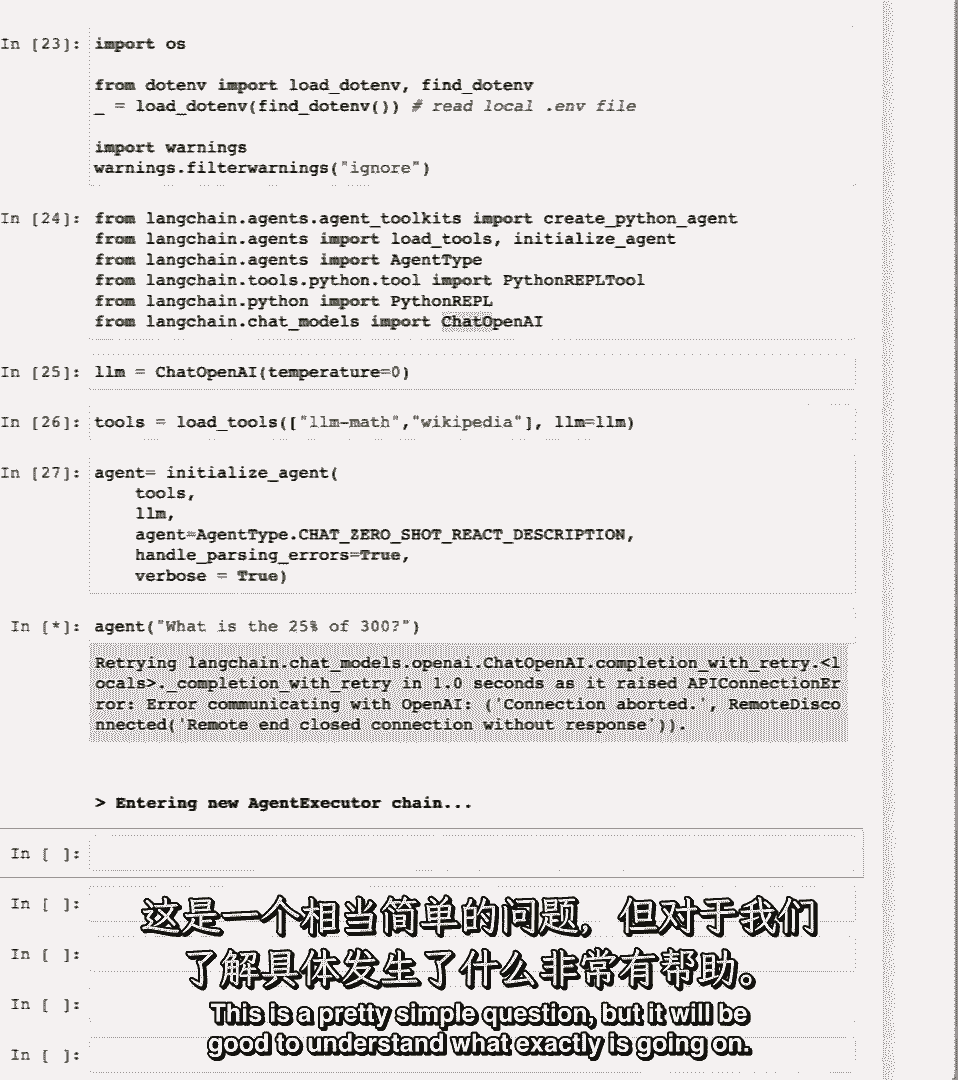 In [23]: import os
from dotenv import load_dotenv, find_dotenv
_ = load_dotenv(find_dotenv()) # read local .env file
import warnings
warnings.filterwarnings("ignore")
In [24]: from langchain.agents.agent_toolkits import create_python_agent
from langchain.agents import load_tools, initialize_agent
from langchain.agents import AgentType
from langchain.tools.python.tool import PythonREPLTool
from langchain.python import PythonREPL
from langchain.chat_models import ChatOpenAI
In [25]: llm = ChatOpenAI(temperature=0)
In [26]: tools = load_tools(["llm-math","wikipedia"], llm=llm)
In [27]: agent= initialize_agent(
tools,
llm,
agent=AgentType.CHAT_ZERO_SHOT_REACT_DESCRIPTION,
handle_parsing_errors=True,
verbose = True)
In [*]: agent("What is the 25% of 300?")
Retrying langchain.chat_models.openai.ChatOpenAI.completion_with_retry.<l
ocals>._completion_with_retry in 1.0 seconds as it raised APIConnectionEr
ror: Error communicating with OpenAI: ('Connection aborted.', RemoteDisco
nnected('Remote end closed connection without response')).
> Entering new AgentExecutor chain...
In [ ]:
In [ ]:
这是一个相当简单的问题，但对于我们
In [ ]:
了解具体发生了什么非常有帮助。
In [ ]:
This is a pretty simple question, but it will be
good to understand what exactly is going on.
In [ ]: